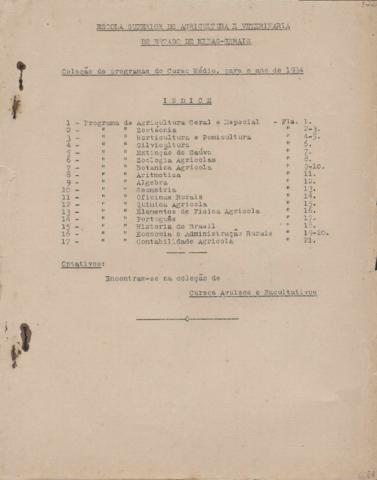 ESCOLA SUPERIOR DE AGRICULTURA E VETERINARIA
DO ESTADO DE MINAS-GERAIS
Coleção de programas do Curso Médio, para o ano de 1934
I N D I C E
1 - Programa de Agricultura Geral e Especial - Fls. 1.
2 - " " Zootécnia " 2-3.
3 - " " Horticultura e Pomicultura " 4-5.
4 - " " Silvicultura " 6.
5 - " " Extinção de Saúva " 7.
6 - " " Zoologia Agricolas " 8.
7 - " " Botanica Agricola " 9-10.
8 - " " Aritmetica " 11.
9 - " " Algebra " 12.
10 - " " Geometria " 13.
11 - " " Oficinas Rurais " 14.
12 - " " Quimica Agricola " 15.
13 - " " Elementos de Fisica Agricola " 16.
14 - " " Português " 17.
15 - " " Historia do Brasil " 18.
16 - " " Economia e Administração Rurais " 19-20.
17 - " " Contabilidade Agricola " 21.
Optativos:
Encontram-se na coleção de
Cursos Avulsos e Facultativos